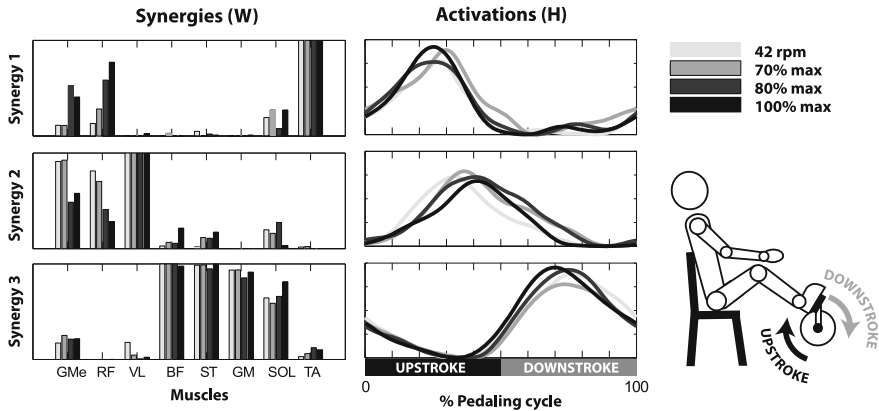 Synergies (W)
Activations (H)
Synergy 1
42 rpm
70% max
80% max
100% max
Synergy 2
Synergy 3
DOWNSTROKE
UPSTROKE
UPSTROKE
DOWNSTROKE
GMe RF VL BF ST GM SOL TA
0
100
Muscles
% Pedaling cycle